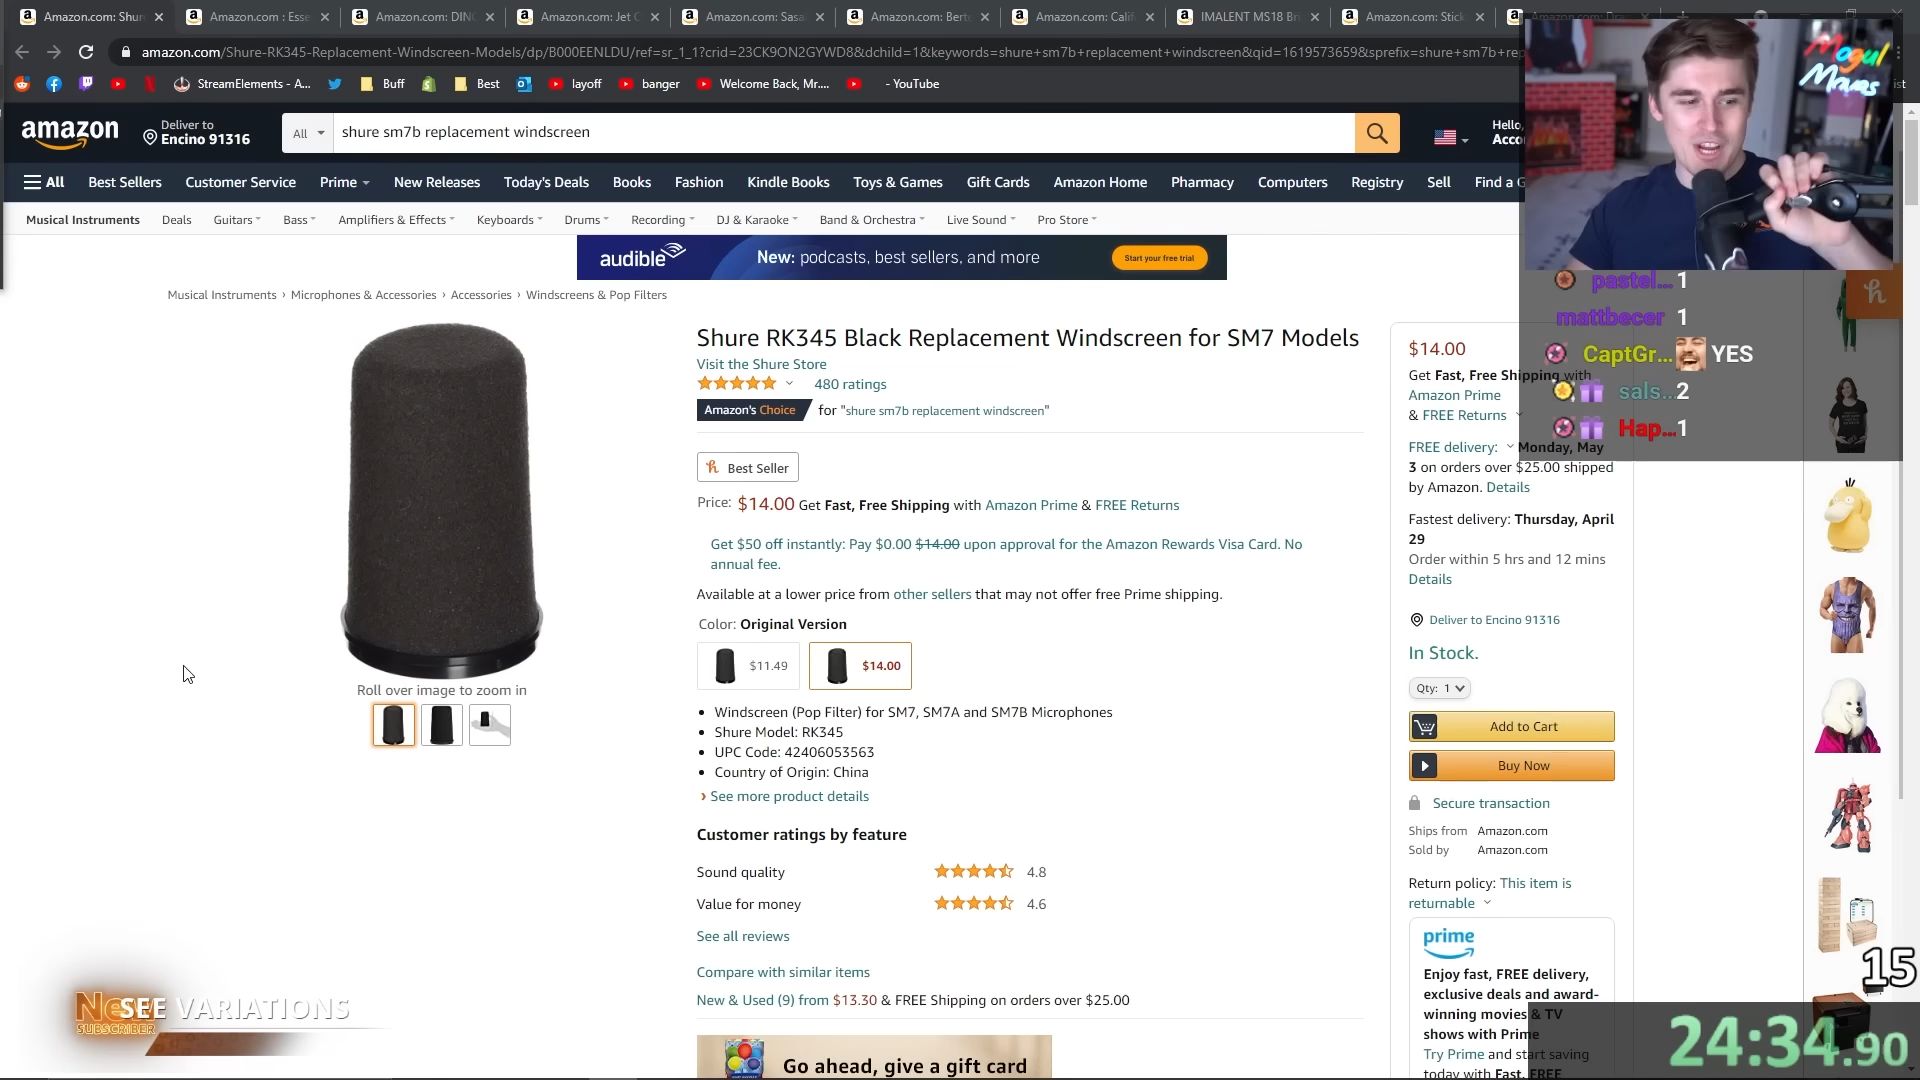 Amazon.com: Shur
Amazon.com : Esse
Amazon.com: DING
Amazon.com: Jet C
Amazon.com: Sasa
Amazon.com: Bert
Amazon.com: Calif
IMALENT MS18 Bri
Amazon.com: Stick
amazon.com/Shure-RK345-Replacement-Windscreen-Models/dp/B000EENLDU/ref=sr_1_1?crid=23CK9ON2GYWD8&dchild=1&keywords=shure+sm7b+replacement+windscreen&qid=1619573659&sprefix=shure+sm7b+rep
StreamElements - A...
Buff
Best
layoff
banger
Welcome Back, Mr....
- YouTube
Mogul
Moves
amazon
Deliver to
Encino 91316
All
shure sm7b replacement windscreen
Hello,
Acco
All Best Sellers Customer Service Prime New Releases Today's Deals Books Fashion Kindle Books Toys & Games Gift Cards Amazon Home Pharmacy Computers Registry Sell Find a G
Musical Instruments Deals Guitars Bass Amplifiers & Effects Keyboards Drums Recording DJ & Karaoke Band & Orchestra Live Sound Pro Store
audible New: podcasts, best sellers, and more Start your free trial
Musical Instruments › Microphones & Accessories › Accessories › Windscreens & Pop Filters
Roll over image to zoom in
Shure RK345 Black Replacement Windscreen for SM7 Models
Visit the Shure Store
480 ratings
Amazon's Choice for "shure sm7b replacement windscreen"
Best Seller
Price: $14.00 Get Fast, Free Shipping with Amazon Prime & FREE Returns
Get $50 off instantly: Pay $0.00 $14.00 upon approval for the Amazon Rewards Visa Card. No
annual fee.
Available at a lower price from other sellers that may not offer free Prime shipping.
Color: Original Version
$11.49
$14.00
• Windscreen (Pop Filter) for SM7, SM7A and SM7B Microphones
• Shure Model: RK345
• UPC Code: 42406053563
• Country of Origin: China
› See more product details
Customer ratings by feature
Sound quality 4.8
Value for money 4.6
See all reviews
Compare with similar items
New & Used (9) from $13.30 & FREE Shipping on orders over $25.00
Go ahead, give a gift card
$14.00
Get Fast, Free Shipping with
Amazon Prime
& FREE Returns
FREE delivery: Monday, May
3 on orders over $25.00 shipped
by Amazon. Details
Fastest delivery: Thursday, April
29
Order within 5 hrs and 12 mins
Details
Deliver to Encino 91316
In Stock.
Qty: 1
Add to Cart
Buy Now
Secure transaction
Ships from Amazon.com
Sold by Amazon.com
Return policy: This item is
returnable
prime
Enjoy fast, FREE delivery,
exclusive deals and award-
winning movies & TV
shows with Prime
Try Prime and start saving
today with Fast, FREE
pastel... 1
mattbecer 1
CaptGr... YES
sals... 2
Hap... 1
New
SUBSCRIBER
SEE VARIATIONS
15
24:34.90